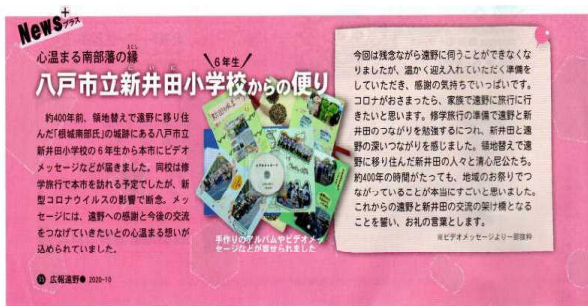 News+
プラス
心温まる南部藩の縁
えにし
6年生
八戸市立新井田小学校からの便り
にいだ
約400年前、領地替えで遠野に移り住
んだ「根城南部氏」の城跡にある八戸市立
新井田小学校の6年生から本市にビデオ
メッセージなどが届きました。同校は修
学旅行で本市を訪れる予定でしたが、新
型コロナウイルスの影響で断念。メッ
セージには、遠野への感謝と今後の交流
をつなげていきたいとの心温まる想いが
込められていました。
手作りのアルバムやビデオメッ
セージなどが寄せられました
今回は残念ながら遠野に伺うことができなくな
りましたが、温かく迎え入れていただく準備を
していただき、感謝の気持ちでいっぱいです。
コロナがおさまったら、家族で遠野に旅行に行
きたいと思います。修学旅行の準備で遠野と新
井田のつながりを勉強するにつれ、新井田と遠
野の深いつながりを感じました。領地替えで遠
野に移り住んだ新井田の人々と清心尼公たち。
約400年の時間がたっても、地域のお祭りでつ
ながっていることが本当にすごいと思いました。
これからの遠野と新井田の交流の架け橋となる
ことを誓い、お礼の言葉とします。
※ビデオメッセージより一部抜粋
広報遠野● 2020-10